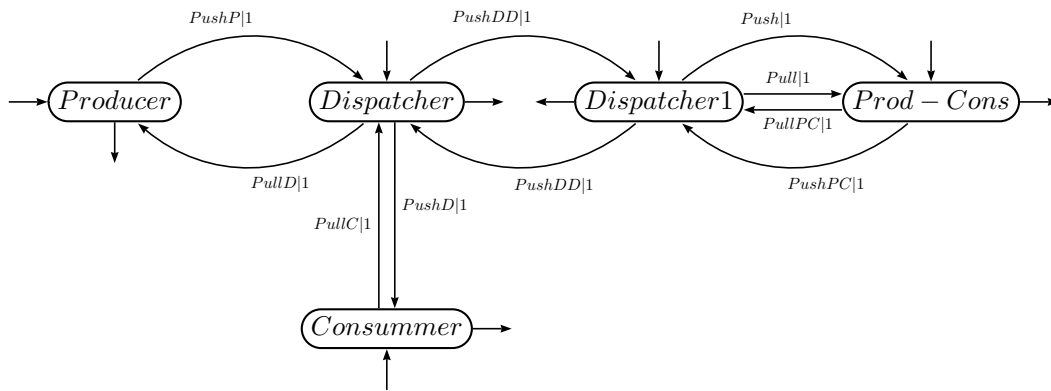 PushP|1
PushDD|1
Push|1
Producer
Dispatcher
Dispatcher1
Pull|1
PullPC|1
Prod − Cons
PullD|1
PushDD|1
PushPC|1
PullC|1
PushD|1
Consummer